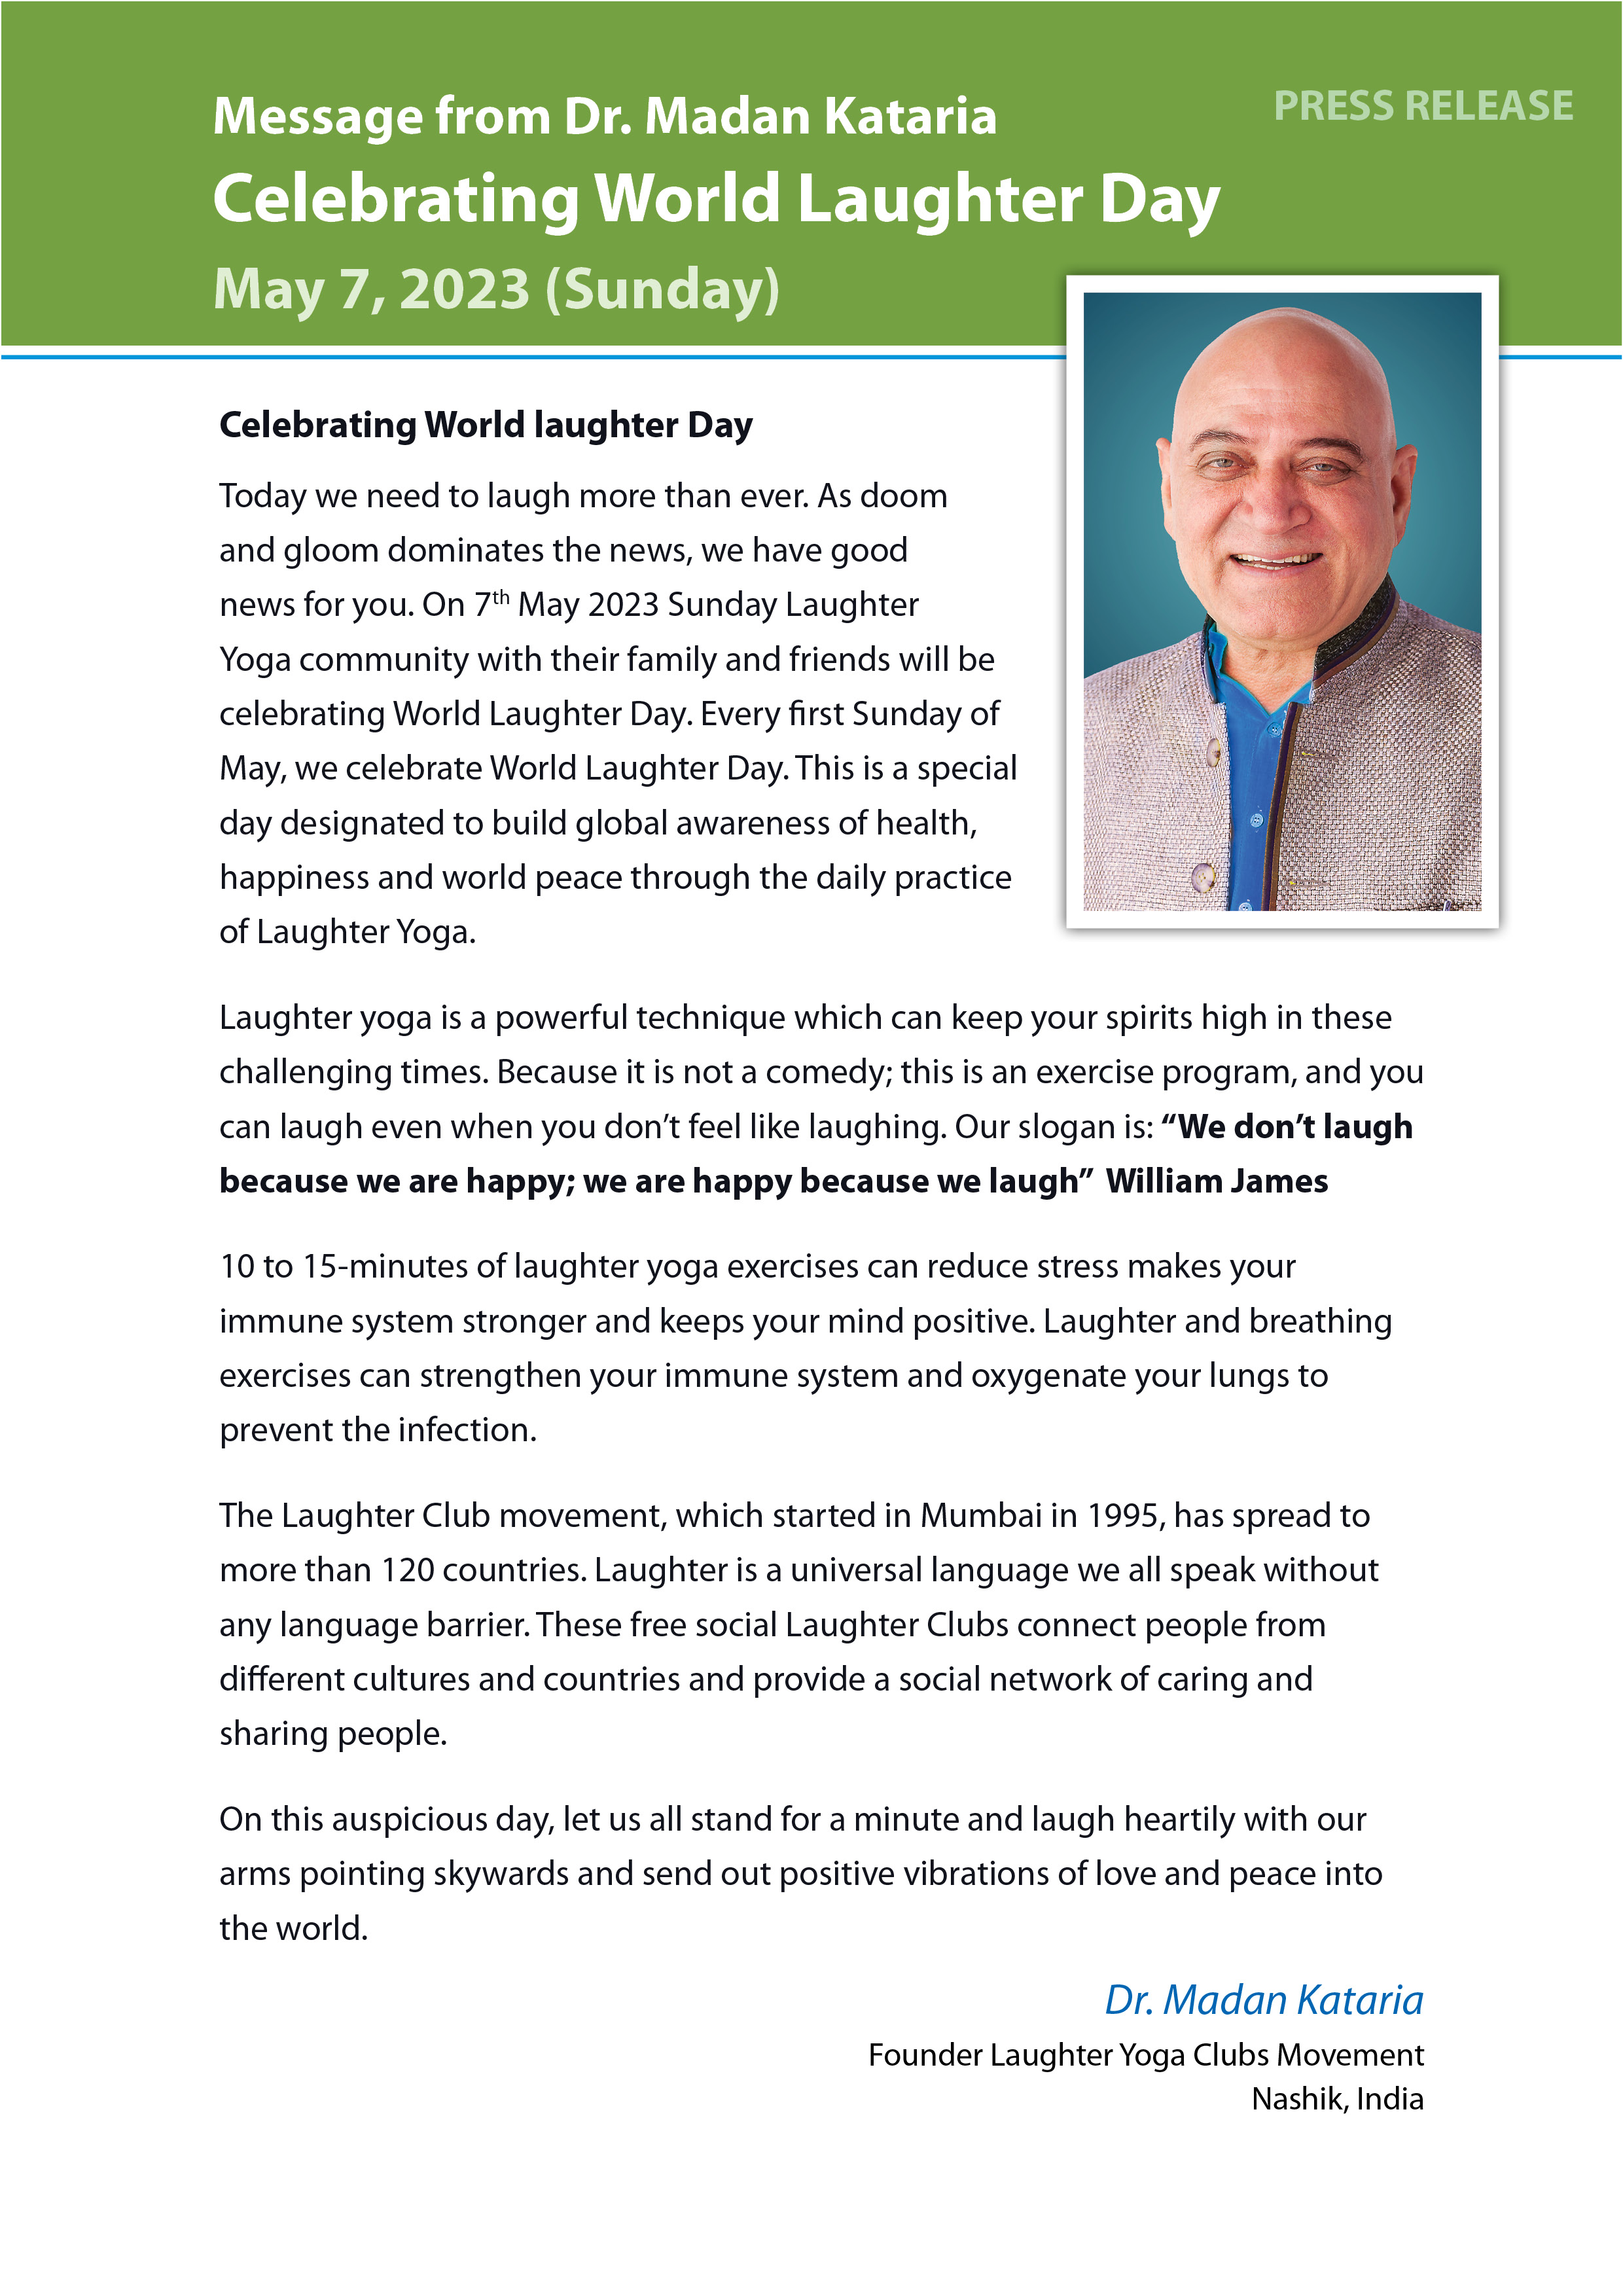 Message from Dr. Madan Kataria
PRESS RELEASE
Celebrating World Laughter Day
May 7, 2023 (Sunday)
Celebrating World laughter Day
Today we need to laugh more than ever. As doom
and gloom dominates the news, we have good
news for you. On 7th May 2023 Sunday Laughter
Yoga community with their family and friends will be
celebrating World Laughter Day. Every first Sunday of
May, we celebrate World Laughter Day. This is a special
day designated to build global awareness of health,
happiness and world peace through the daily practice
of Laughter Yoga.
Laughter yoga is a powerful technique which can keep your spirits high in these
challenging times. Because it is not a comedy; this is an exercise program, and you
can laugh even when you don’t feel like laughing. Our slogan is: “We don’t laugh
because we are happy; we are happy because we laugh” William James
10 to 15-minutes of laughter yoga exercises can reduce stress makes your
immune system stronger and keeps your mind positive. Laughter and breathing
exercises can strengthen your immune system and oxygenate your lungs to
prevent the infection.
The Laughter Club movement, which started in Mumbai in 1995, has spread to
more than 120 countries. Laughter is a universal language we all speak without
any language barrier. These free social Laughter Clubs connect people from
different cultures and countries and provide a social network of caring and
sharing people.
On this auspicious day, let us all stand for a minute and laugh heartily with our
arms pointing skywards and send out positive vibrations of love and peace into
the world.
Dr. Madan Kataria
Founder Laughter Yoga Clubs Movement
Nashik, India